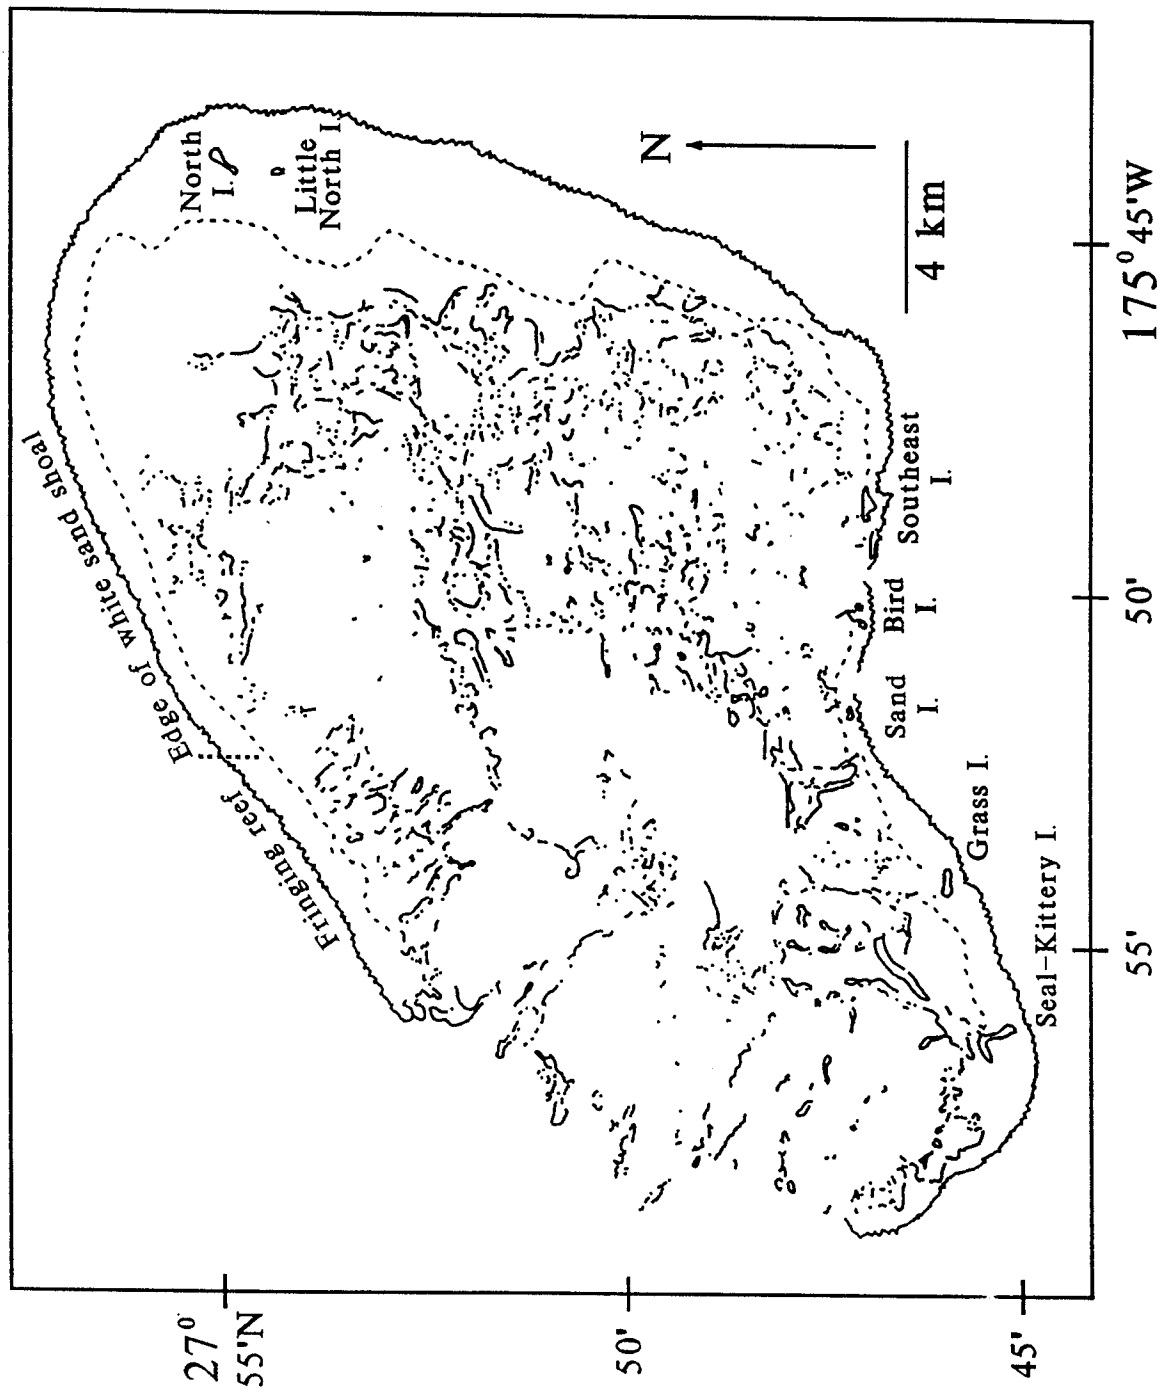 Edge of white sand shoal
Fringing reef
North
I.
Little
North I.
N
4 km
Southeast
I.
Bird
I.
Sand
I.
Grass I.
Seal-Kittery I.
27°
55'N
50'
45'
55'
50'
175° 45'W